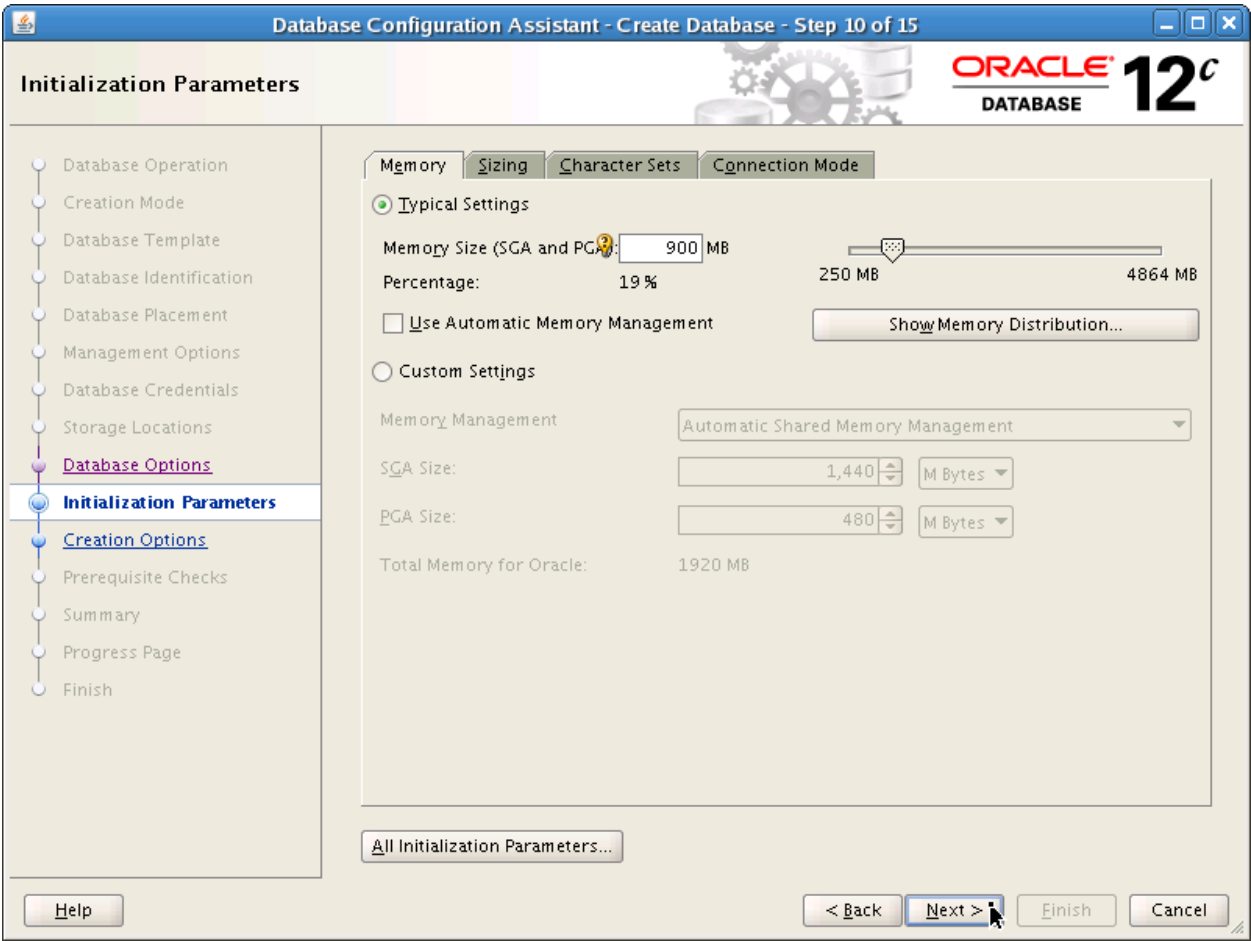 Database Configuration Assistant - Create Database - Step 10 of 15
Initialization Parameters
ORACLE
DATABASE
12c
Database Operation
Creation Mode
Database Template
Database Identification
Database Placement
Management Options
Database Credentials
Storage Locations
Database Options
Initialization Parameters
Creation Options
Prerequisite Checks
Summary
Progress Page
Finish
Memory Sizing Character Sets Connection Mode
Typical Settings
Memory Size (SGA and PGA): 900 MB
250 MB 4864 MB
Percentage: 19 %
Use Automatic Memory Management
Show Memory Distribution...
Custom Settings
Memory Management Automatic Shared Memory Management
SGA Size: 1,440 M Bytes
PGA Size: 480 M Bytes
Total Memory for Oracle: 1920 MB
All Initialization Parameters...
Help < Back Next > Finish Cancel